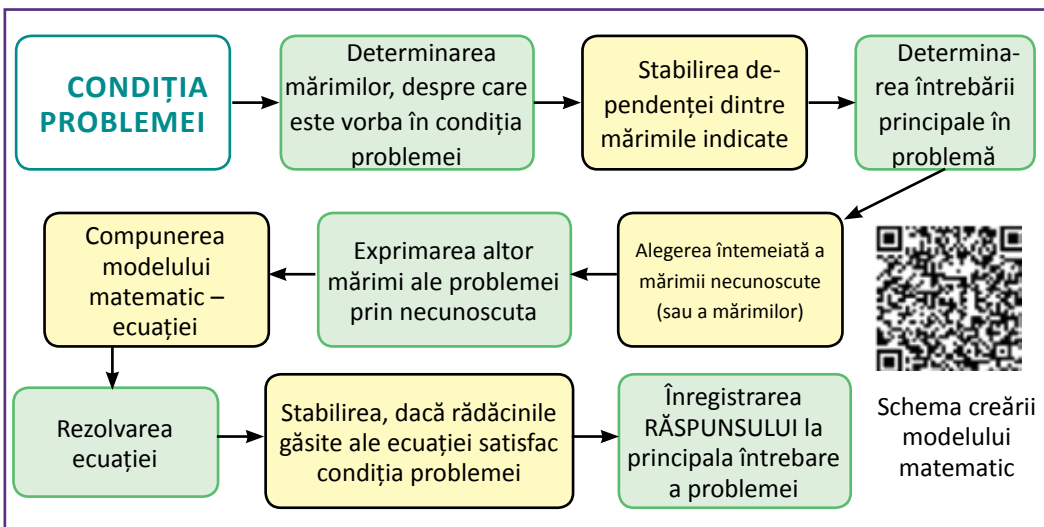 CONDIȚIA
PROBLEMEI
Determinarea
mărimilor, despre care
este vorba în condiția
problemei
Stabilirea de-
pendenței dintre
mărimile indicate
Determina-
rea întrebării
principale în
problemă
Alegerea întemeiată a
mărimii necunoscute
(sau a mărimilor)
Exprimarea altor
mărimi ale problemei
prin necunoscuta
Compunerea
modelului
matematic –
ecuației
Rezolvarea
ecuației
Stabilirea, dacă rădăcinile
găsite ale ecuației satisfac
condiția problemei
Înregistrarea
RĂSPUNSULUI la
principala întrebare
a problemei
Schema creării
modelului
matematic